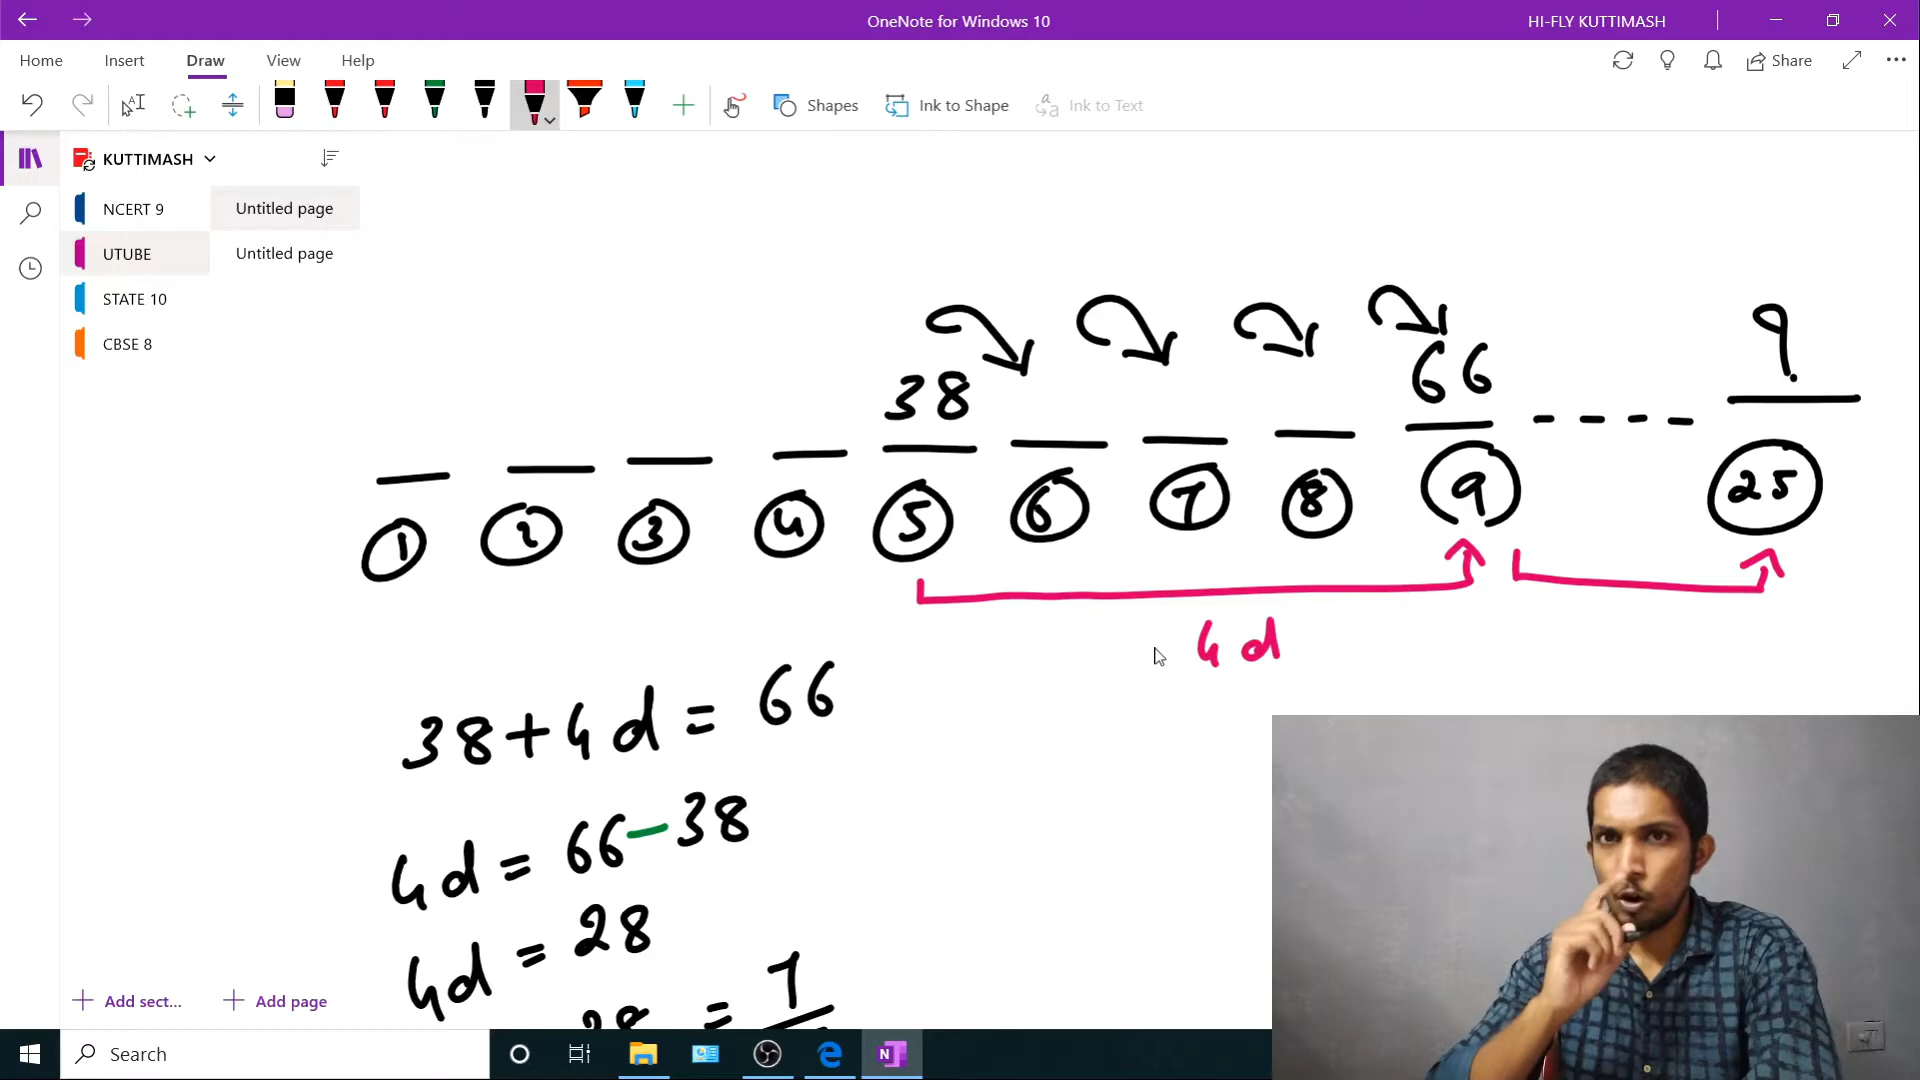 OneNote for Windows 10
HI-FLY KUTTIMASH
Home Insert Draw View Help
Share
Shapes Ink to Shape Ink to Text
KUTTIMASH
NCERT 9 Untitled page
UTUBE Untitled page
STATE 10
CBSE 8
38 66 ?
1 2 3 4 5 6 7 8 9 25
4d
38+4d = 66
4d = 66-38
4d = 28
28 = 7
Add sect... Add page
Search